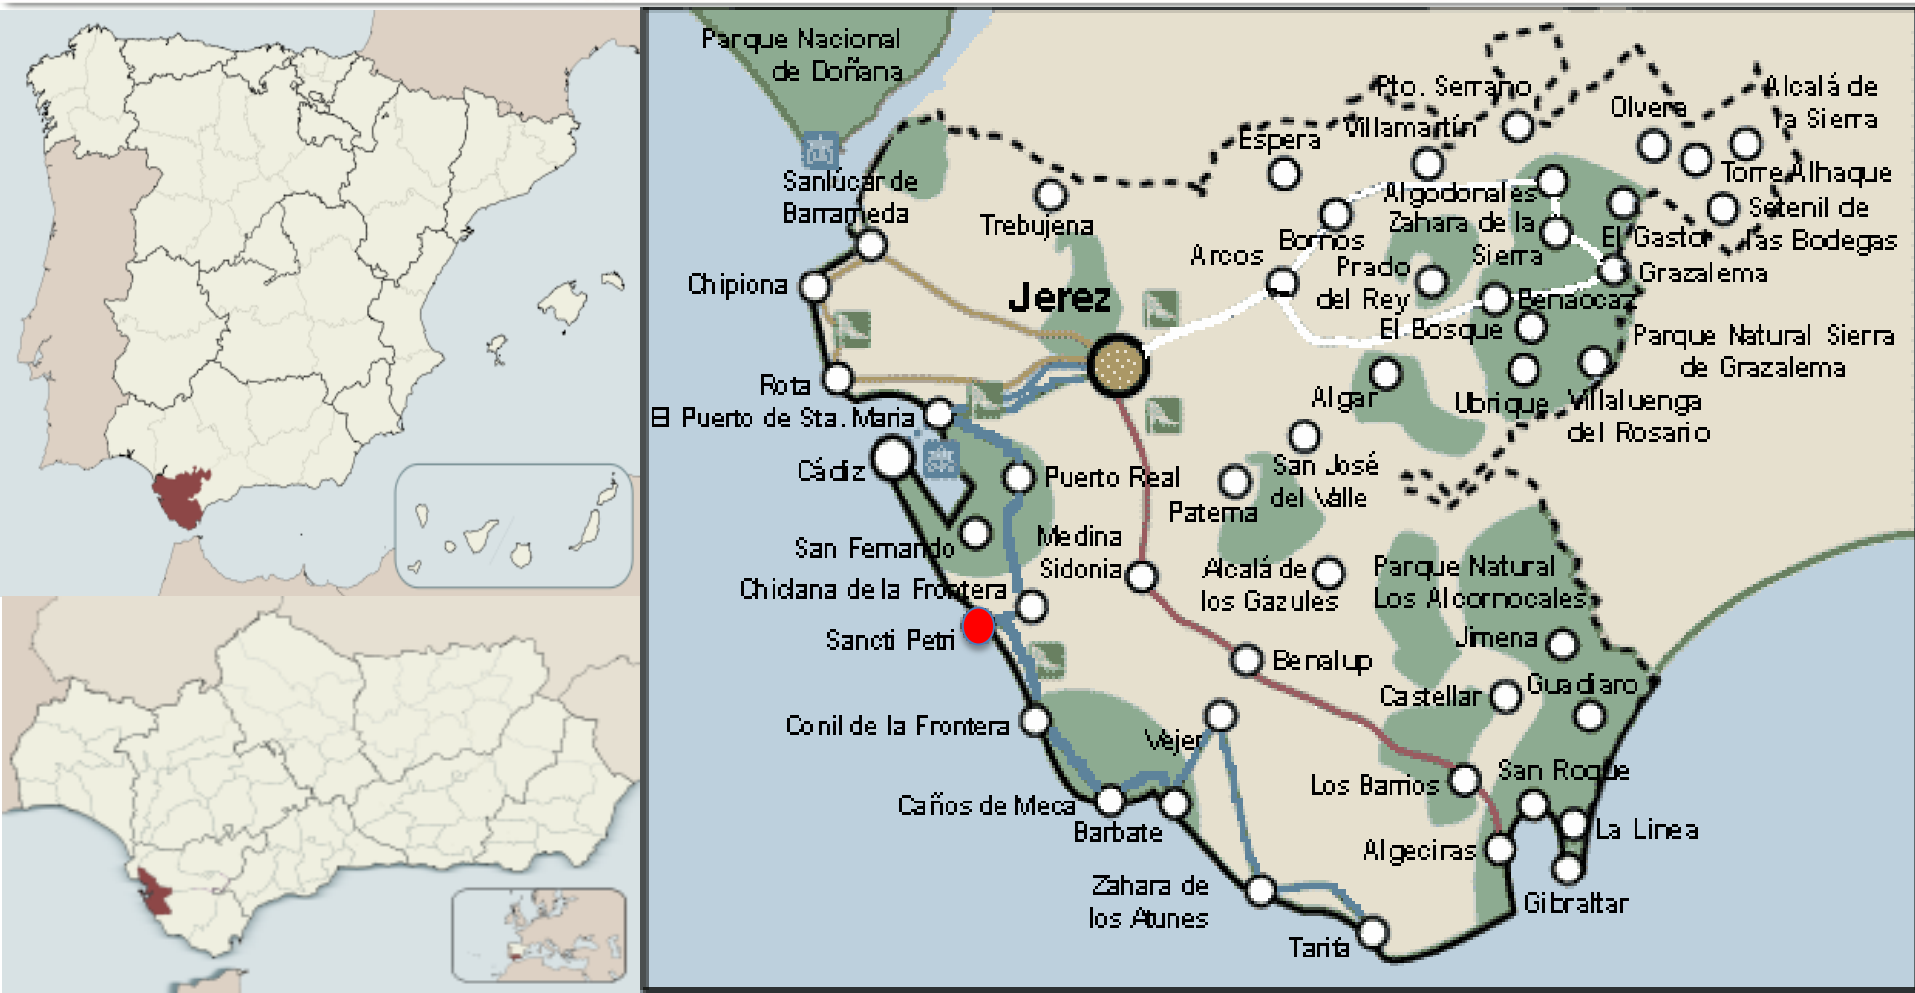 Parque Nacional
de Doñana
Sanlúcar de
Barrameda
Trebujena
Chipiona
Jerez
Rota
El Puerto de Sta. Maria
Cádiz
Puerto Real
San Fernando
Chiclana de la Frontera
Sancti Petri
Conil de la Frontera
Caños de Meca
Barbate
Vejer
Zahara de
los Atunes
Tarifa
Medina
Sidonia
Benalup
Alcalá de
los Gazules
Paterna
San José
del Valle
Algar
Arcos
Bornos
Espera
Villamartín
Pto. Serrano
Algodonales
Zahara de la
Sierra
Prado
del Rey
El Bosque
Benaocaz
Ubrique
Villaluenga
del Rosario
Grazalema
Parque Natural Sierra
de Grazalema
El Gastor
Olvera
Alcalá de
la Sierra
Torre Alhaque
Setenil de
las Bodegas
Parque Natural
Los Alcornocales
Jimena
Castellar
Guadiaro
Los Barrios
San Roque
La Linea
Algeciras
Gibraltar